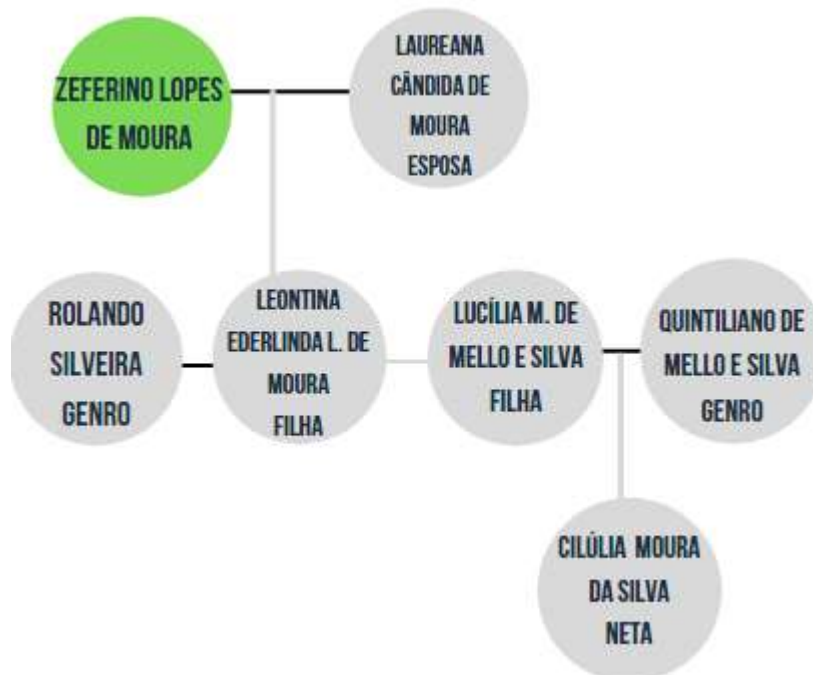 ZEFERINO LOPES
DE MOURA
LAUREANA
CÂNDIDA DE
MOURA
ESPOSA
ROLANDO
SILVEIRA
GENRO
LEONTINA
EDERLINDA L. DE
MOURA
FILHA
LUCÍLIA M. DE
MELLO E SILVA
FILHA
QUINTILIANO DE
MELLO E SILVA
GENRO
CILÚLIA MOURA
DA SILVA
NETA